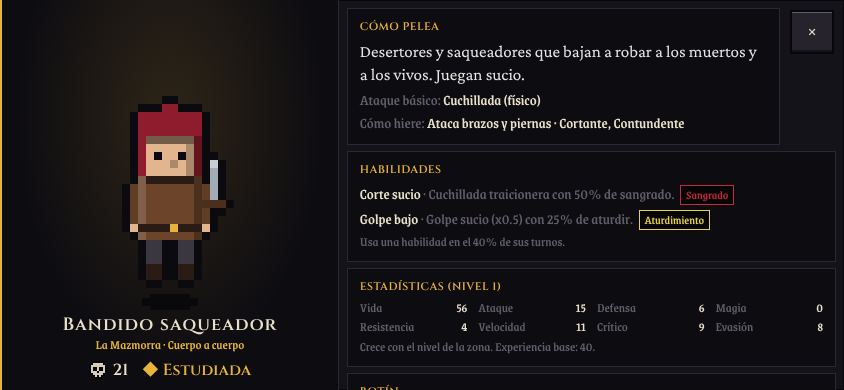 BANDIDO SAQUEADOR
La Mazmorra · Cuerpo a cuerpo
21 ESTUDIADA
×
CÓMO PELEA
Desertores y saqueadores que bajan a robar a los muertos y
a los vivos. Juegan sucio.
Ataque básico: Cuchillada (físico)
Cómo hiere: Ataca brazos y piernas · Cortante, Contundente
HABILIDADES
Corte sucio · Cuchillada traicionera con 50% de sangrado. Sangrado
Golpe bajo · Golpe sucio (x0.5) con 25% de aturdir. Aturdimiento
Usa una habilidad en el 40% de sus turnos.
ESTADÍSTICAS (NIVEL 1)
Vida 56 Ataque 15 Defensa 6 Magia 0
Resistencia 4 Velocidad 11 Crítico 9 Evasión 8
Crece con el nivel de la zona. Experiencia base: 40.
BOTÍN